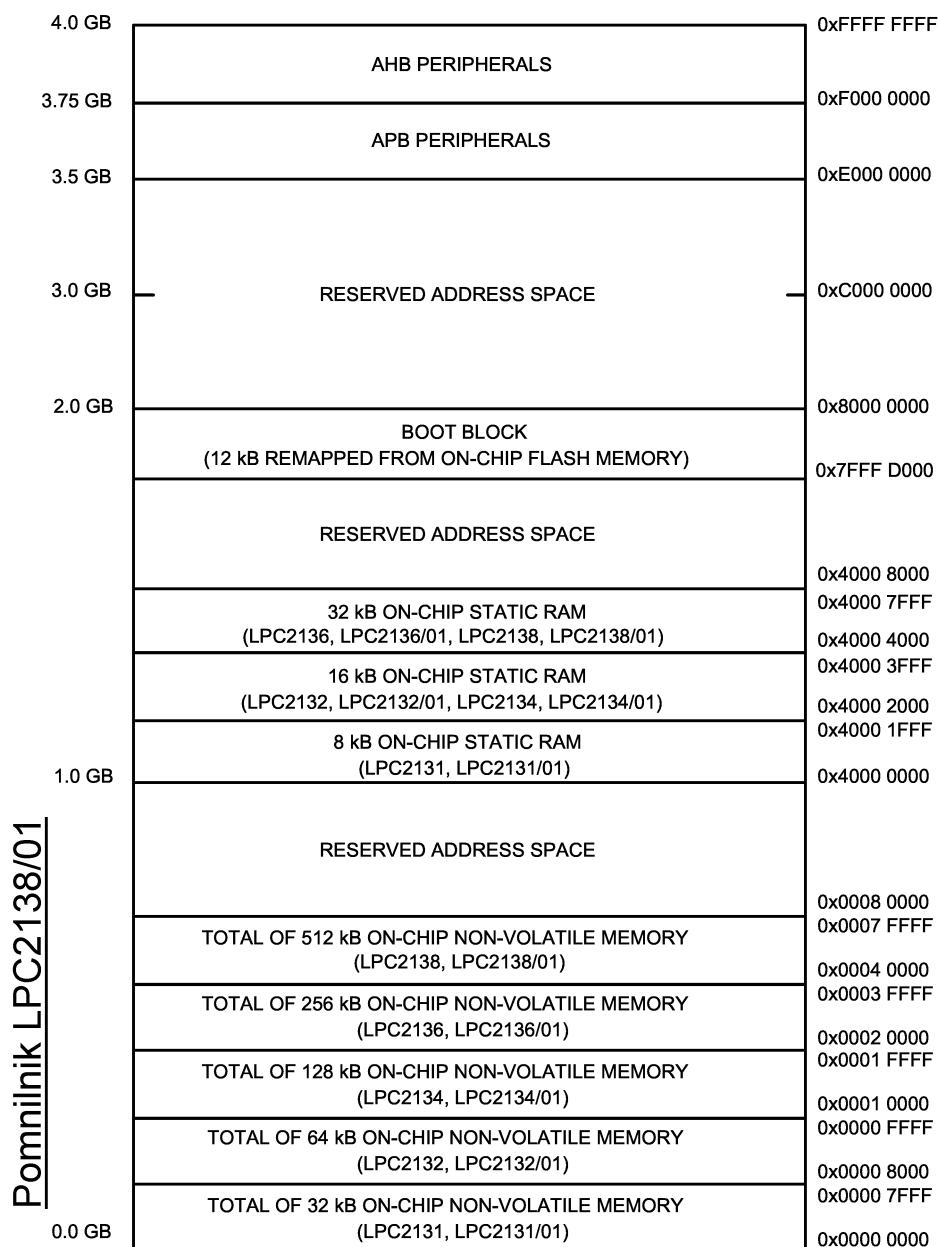 4.0 GB
0xFFFF FFFF
AHB PERIPHERALS
3.75 GB
0xF000 0000
APB PERIPHERALS
3.5 GB
0xE000 0000
3.0 GB
RESERVED ADDRESS SPACE
0xC000 0000
2.0 GB
0x8000 0000
BOOT BLOCK
(12 kB REMAPPED FROM ON-CHIP FLASH MEMORY)
0x7FFF D000
RESERVED ADDRESS SPACE
0x4000 8000
0x4000 7FFF
32 kB ON-CHIP STATIC RAM
(LPC2136, LPC2136/01, LPC2138, LPC2138/01)
0x4000 4000
0x4000 3FFF
16 kB ON-CHIP STATIC RAM
(LPC2132, LPC2132/01, LPC2134, LPC2134/01)
0x4000 2000
0x4000 1FFF
8 kB ON-CHIP STATIC RAM
(LPC2131, LPC2131/01)
1.0 GB
0x4000 0000
RESERVED ADDRESS SPACE
0x0008 0000
0x0007 FFFF
TOTAL OF 512 kB ON-CHIP NON-VOLATILE MEMORY
(LPC2138, LPC2138/01)
0x0004 0000
0x0003 FFFF
TOTAL OF 256 kB ON-CHIP NON-VOLATILE MEMORY
(LPC2136, LPC2136/01)
0x0002 0000
0x0001 FFFF
TOTAL OF 128 kB ON-CHIP NON-VOLATILE MEMORY
(LPC2134, LPC2134/01)
0x0001 0000
0x0000 FFFF
TOTAL OF 64 kB ON-CHIP NON-VOLATILE MEMORY
(LPC2132, LPC2132/01)
0x0000 8000
0x0000 7FFF
TOTAL OF 32 kB ON-CHIP NON-VOLATILE MEMORY
(LPC2131, LPC2131/01)
0.0 GB
0x0000 0000
Pomnilnik LPC2138/01